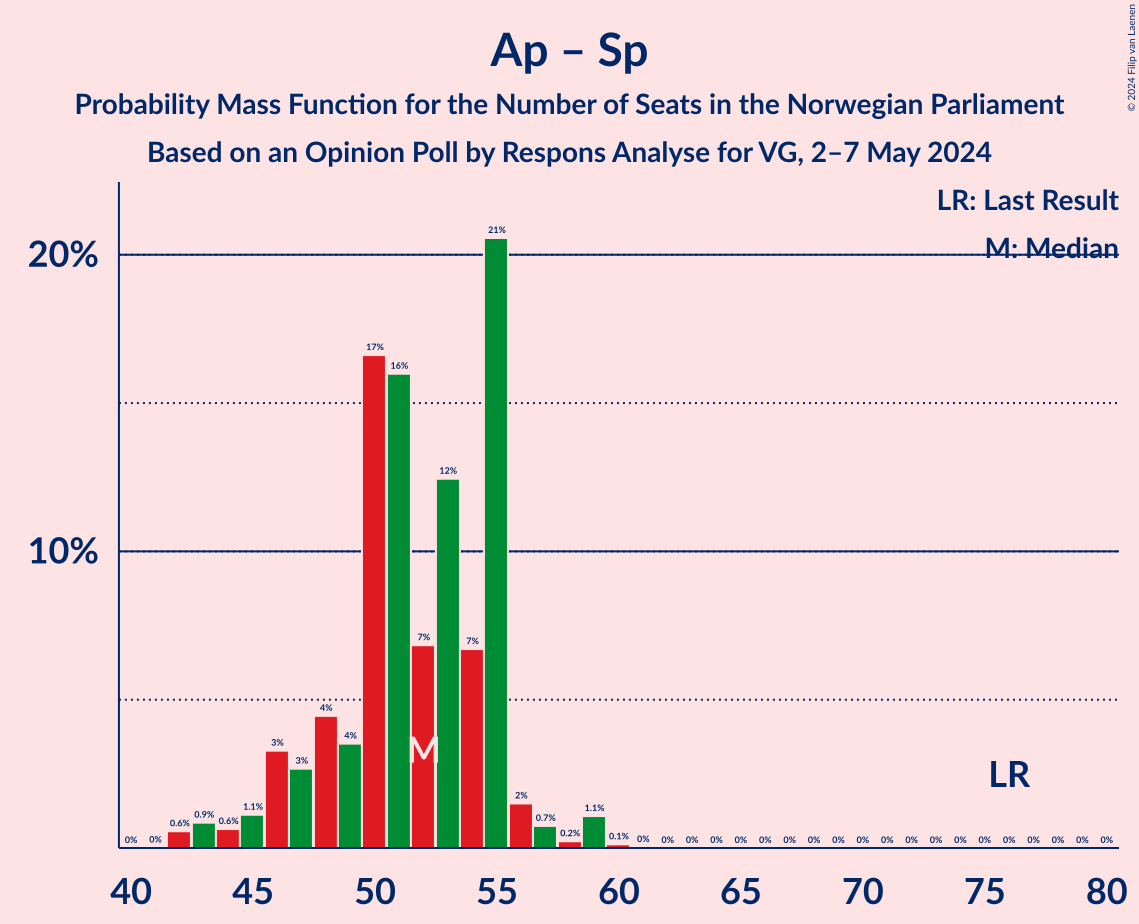 Ap – Sp
Probability Mass Function for the Number of Seats in the Norwegian Parliament
Based on an Opinion Poll by Respons Analyse for VG, 2–7 May 2024
© 2024 Filip van Laenen
LR: Last Result
M: Median
20%
10%
0% 0% 0.6% 0.9% 0.6% 1.1% 3% 3% 4% 4% 17% 16% 7% 12% 7% 21% 2% 0.7% 0.2% 1.1% 0.1% 0% 0% 0% 0% 0% 0% 0% 0% 0% 0% 0% 0% 0% 0% 0% 0% 0% 0% 0% 0%
M
LR
40 45 50 55 60 65 70 75 80